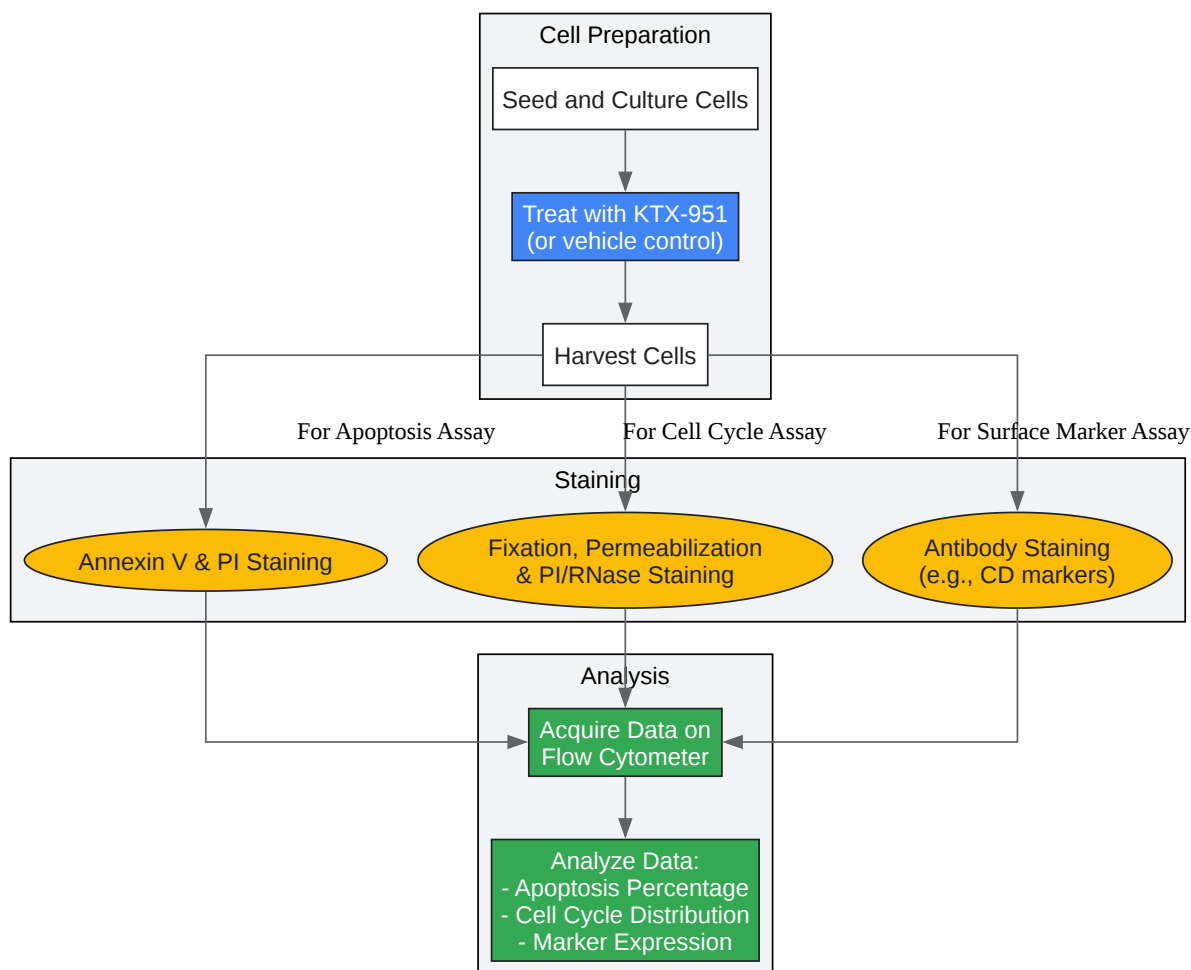 Cell Preparation
Seed and Culture Cells
Treat with KTX-951
(or vehicle control)
Harvest Cells
For Apoptosis Assay
For Cell Cycle Assay
For Surface Marker Assay
Staining
Annexin V & PI Staining
Fixation, Permeabilization
& PI/RNase Staining
Antibody Staining
(e.g., CD markers)
Analysis
Acquire Data on
Flow Cytometer
Analyze Data:
- Apoptosis Percentage
- Cell Cycle Distribution
- Marker Expression